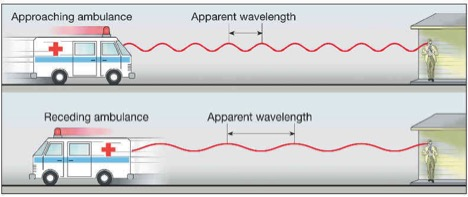 Approaching ambulance
Apparent wavelength
Receding ambulance
Apparent wavelength